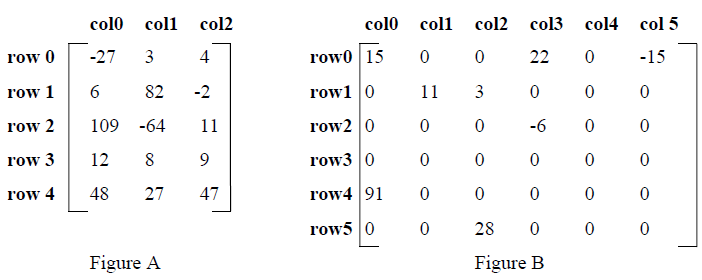 col0 col1 col2
row 0 -27 3 4
row 1 6 82 -2
row 2 109 -64 11
row 3 12 8 9
row 4 48 27 47
Figure A
col0 col1 col2 col3 col4 col 5
row0 15 0 0 22 0 -15
row1 0 11 3 0 0 0
row2 0 0 0 -6 0 0
row3 0 0 0 0 0 0
row4 91 0 0 0 0 0
row5 0 0 28 0 0 0
Figure B